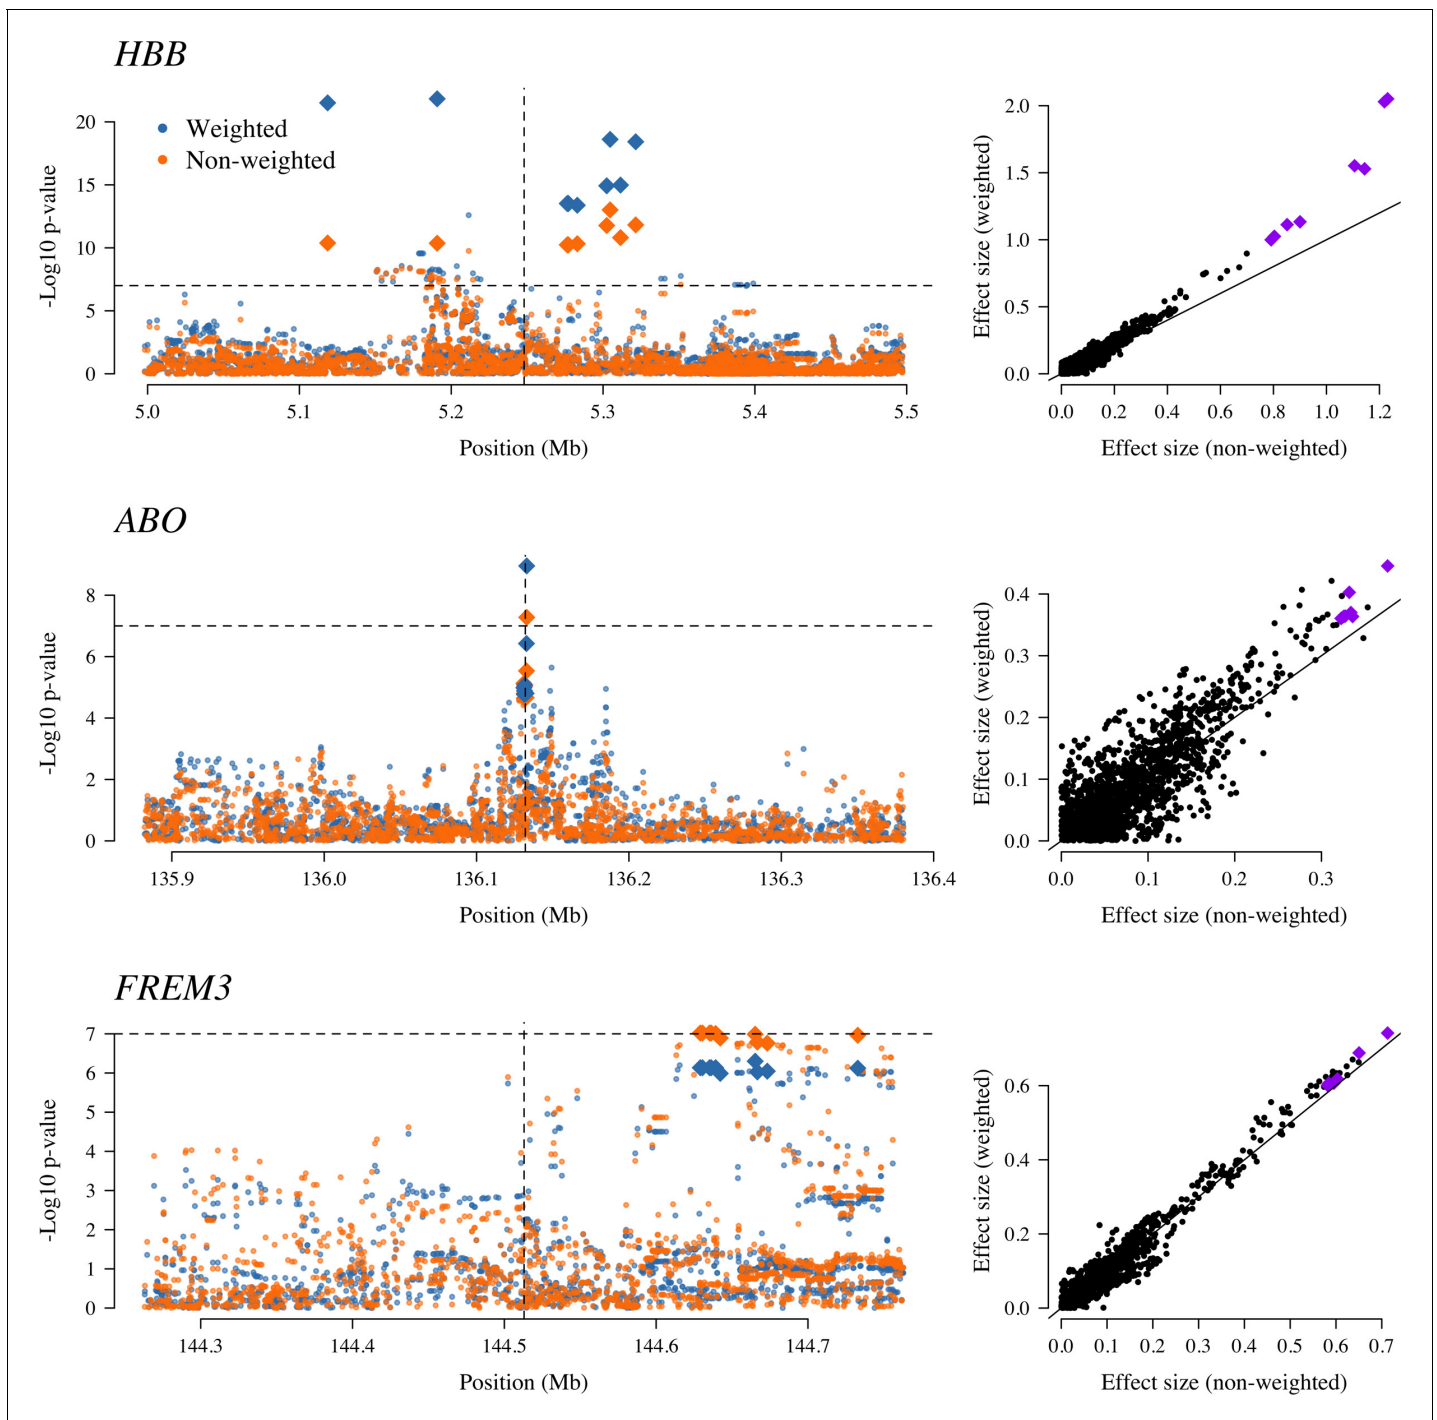 HBB
20
15
10
5
0
-Log10 p-value
Weighted
Non-weighted
5.0 5.1 5.2 5.3 5.4 5.5
Position (Mb)
2.0
1.5
1.0
0.5
0.0
Effect size (weighted)
0.0 0.2 0.4 0.6 0.8 1.0 1.2
Effect size (non-weighted)
ABO
8
6
4
2
0
-Log10 p-value
135.9 136.0 136.1 136.2 136.3 136.4
Position (Mb)
0.4
0.3
0.2
0.1
0.0
Effect size (weighted)
0.0 0.1 0.2 0.3
Effect size (non-weighted)
FREM3
7
6
5
4
3
2
1
0
-Log10 p-value
144.3 144.4 144.5 144.6 144.7
Position (Mb)
0.6
0.4
0.2
0.0
Effect size (weighted)
0.0 0.1 0.2 0.3 0.4 0.5 0.6 0.7
Effect size (non-weighted)